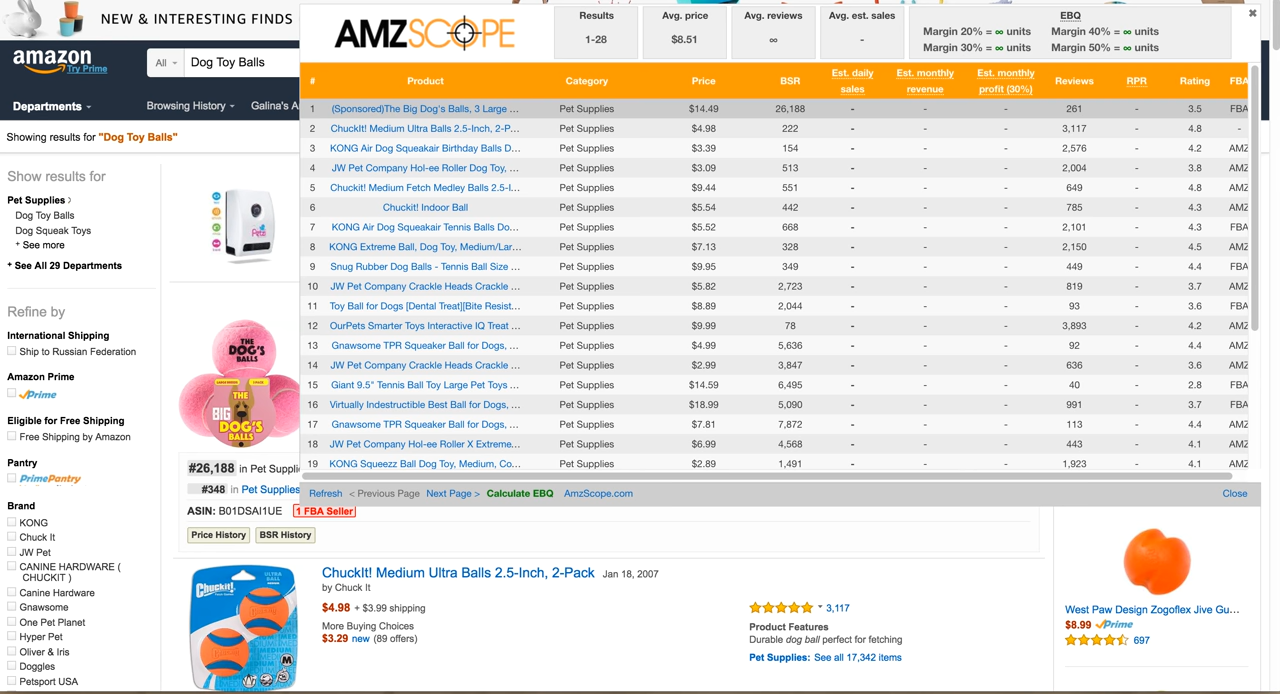 NEW & INTERESTING FINDS
amazon
Try Prime
All
Dog Toy Balls
Departments
Browsing History
Galina's A
Showing results for "Dog Toy Balls"
Show results for
Pet Supplies
Dog Toy Balls
Dog Squeak Toys
+ See more
+ See All 29 Departments
Refine by
International Shipping
Ship to Russian Federation
Amazon Prime
Prime
Eligible for Free Shipping
Free Shipping by Amazon
Pantry
PrimePantry
Brand
KONG
Chuck It
JW Pet
CANINE HARDWARE (
CHUCKIT )
Canine Hardware
Gnawsome
One Pet Planet
Hyper Pet
Oliver & Iris
Doggles
Petsport USA
AMZSCOPE
Results
1-28
Avg. price
$8.51
Avg. reviews
∞
Avg. est. sales
-
EBQ
Margin 20% = ∞ units Margin 40% = ∞ units
Margin 30% = ∞ units Margin 50% = ∞ units
# Product Category Price BSR Est. daily sales Est. monthly revenue Est. monthly profit (30%) Reviews RPR Rating FBA
1 (Sponsored)The Big Dog's Balls, 3 Large ... Pet Supplies $14.49 26,188 - - - 261 - 3.5 FBA
2 ChuckIt! Medium Ultra Balls 2.5-Inch, 2-P... Pet Supplies $4.98 222 - - - 3,117 - 4.8 -
3 KONG Air Dog Squeakair Birthday Balls D... Pet Supplies $3.39 154 - - - 2,576 - 4.2 AMZ
4 JW Pet Company Hol-ee Roller Dog Toy, ... Pet Supplies $3.09 513 - - - 2,004 - 3.8 AMZ
5 Chuckit! Medium Fetch Medley Balls 2.5-I... Pet Supplies $9.44 551 - - - 649 - 4.8 AMZ
6 Chuckit! Indoor Ball Pet Supplies $5.54 442 - - - 785 - 4.3 AMZ
7 KONG Air Dog Squeakair Tennis Balls Do... Pet Supplies $5.52 668 - - - 2,101 - 4.3 FBA
8 KONG Extreme Ball, Dog Toy, Medium/Lar... Pet Supplies $7.13 328 - - - 2,150 - 4.5 AMZ
9 Snug Rubber Dog Balls - Tennis Ball Size ... Pet Supplies $9.95 349 - - - 449 - 4.4 FBA
10 JW Pet Company Crackle Heads Crackle ... Pet Supplies $5.82 2,723 - - - 819 - 3.7 AMZ
11 Toy Ball for Dogs [Dental Treat][Bite Resist... Pet Supplies $8.89 2,044 - - - 93 - 3.6 FBA
12 OurPets Smarter Toys Interactive IQ Treat ... Pet Supplies $9.99 78 - - - 3,893 - 4.2 AMZ
13 Gnawsome TPR Squeaker Ball for Dogs, ... Pet Supplies $4.99 5,636 - - - 92 - 4.4 AMZ
14 JW Pet Company Crackle Heads Crackle ... Pet Supplies $2.99 3,847 - - - 636 - 3.6 AMZ
15 Giant 9.5" Tennis Ball Toy Large Pet Toys ... Pet Supplies $14.59 6,495 - - - 40 - 2.8 FBA
16 Virtually Indestructible Best Ball for Dogs, ... Pet Supplies $18.99 5,090 - - - 991 - 3.7 FBA
17 Gnawsome TPR Squeaker Ball for Dogs, ... Pet Supplies $7.81 7,872 - - - 113 - 4.4 AMZ
18 JW Pet Company Hol-ee Roller X Extreme... Pet Supplies $6.99 4,568 - - - 443 - 4.1 AMZ
19 KONG Squeezz Ball Dog Toy, Medium, Co... Pet Supplies $2.89 1,491 - - - 1,923 - 4.1 AMZ
Refresh < Previous Page Next Page > Calculate EBQ AmzScope.com Close
THE DOG'S BALLS
THE BIG DOG'S BALLS
#26,188 in Pet Supplie
#348 in Pet Supplies
ASIN: B01DSAI1UE 1 FBA Seller
Price History BSR History
Chuckit!
ULTRA BALL
MEDIUM
M
ChuckIt! Medium Ultra Balls 2.5-Inch, 2-Pack Jan 18, 2007
by Chuck It
$4.98 + $3.99 shipping
More Buying Choices
$3.29 new (89 offers)
3,117
Product Features
Durable dog ball perfect for fetching
Pet Supplies: See all 17,342 items
West Paw Design Zogoflex Jive Gu...
$8.99 Prime
697